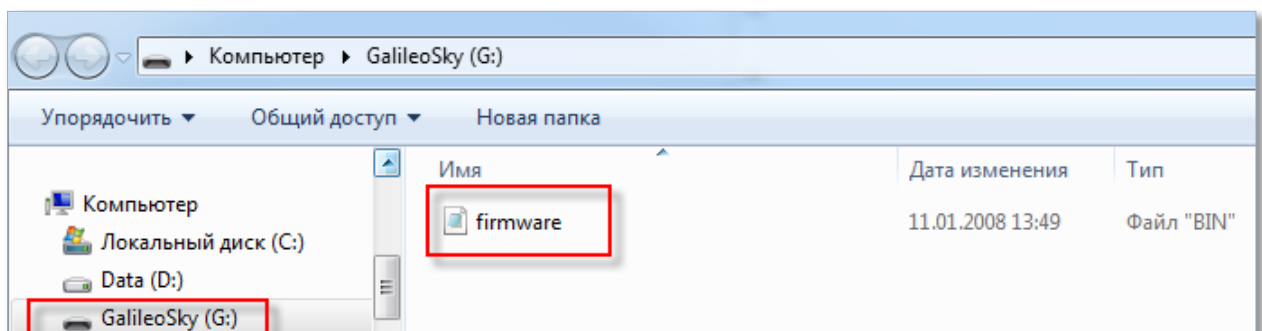 Компьютер GalileoSky (G:)
Упорядочить Общий доступ Новая папка
Имя Дата изменения Тип
Компьютер
firmware 11.01.2008 13:49 Файл "BIN"
Локальный диск (C:)
Data (D:)
GalileoSky (G:)